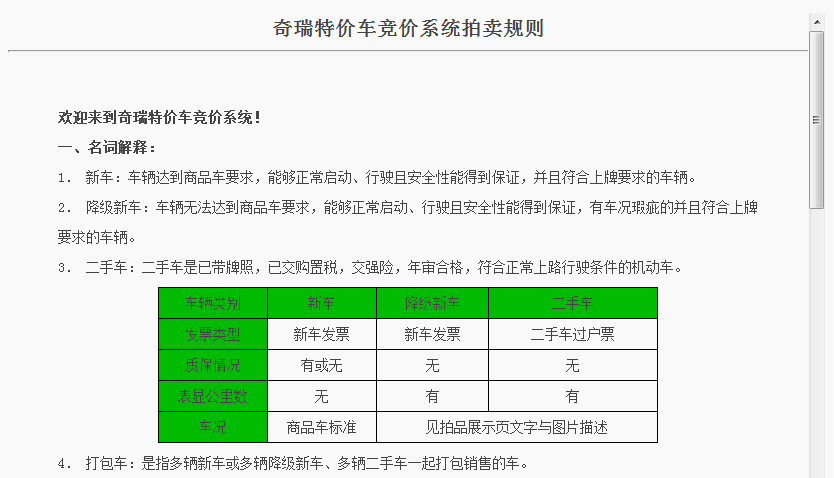 奇瑞特价车竞价系统拍卖规则
欢迎来到奇瑞特价车竞价系统！
一、名词解释：
1. 新车：车辆达到商品车要求，能够正常启动、行驶且安全性能得到保证，并且符合上牌要求的车辆。
2. 降级新车：车辆无法达到商品车要求，能够正常启动、行驶且安全性能得到保证，有车况瑕疵的并且符合上牌
要求的车辆。
3. 二手车：二手车是已带牌照，已交购置税，交强险，年审合格，符合正常上路行驶条件的机动车。
车辆类别 新车 降级新车 二手车
发票类型 新车发票 新车发票 二手车过户票
质保情况 有或无 无 无
表显公里数 无 有 有
车况 商品车标准 见拍品展示页文字与图片描述
4. 打包车：是指多辆新车或多辆降级新车、多辆二手车一起打包销售的车。